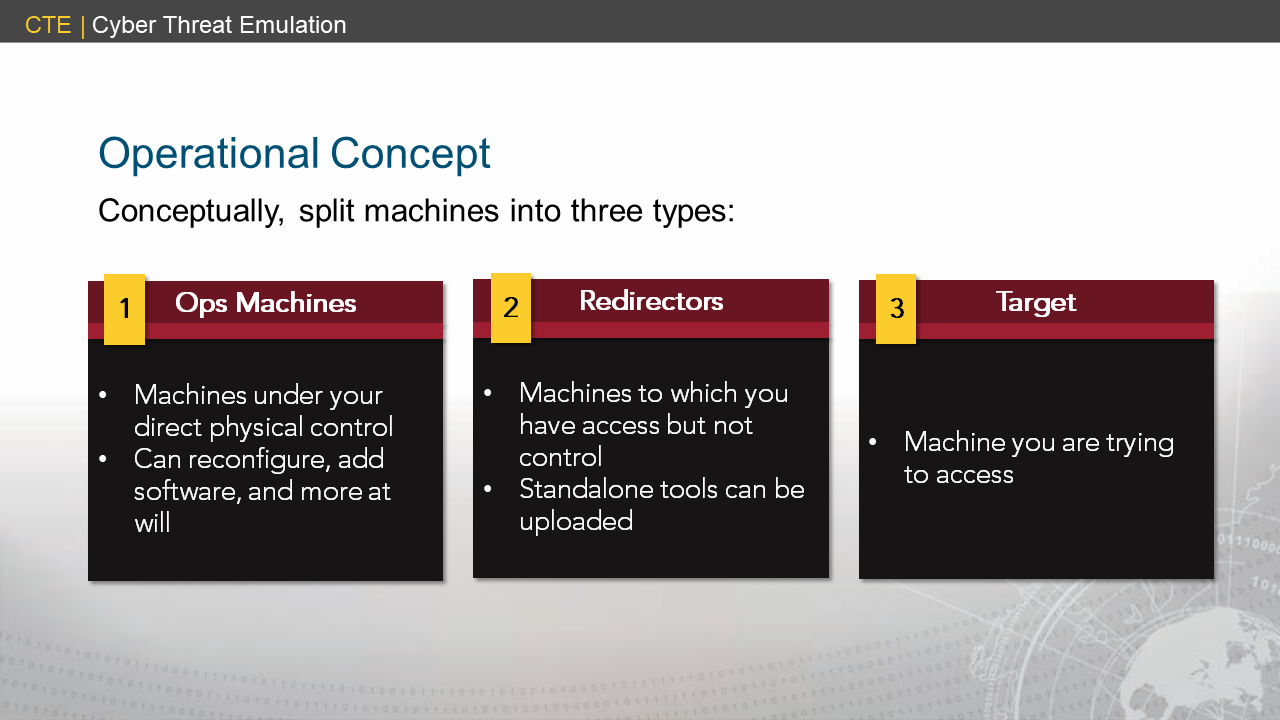 CTE | Cyber Threat Emulation
Operational Concept
Conceptually, split machines into three types:
1
Ops Machines
• Machines under your
direct physical control
• Can reconfigure, add
software, and more at
will
2
Redirectors
• Machines to which you
have access but not
control
• Standalone tools can be
uploaded
3
Target
• Machine you are trying
to access